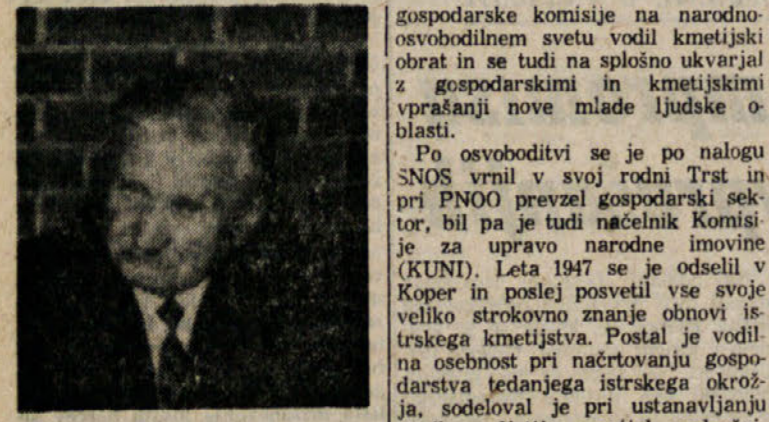 gospodarske komisije na narodno-
osvobodilnem svetu vodil kmetijski
obrat in se tudi na splošno ukvarjal
z gospodarskimi in kmetijskimi
vprašanji nove mlade ljudske o-
blasti.
Po osvoboditvi se je po nalogu
SNOS vrnil v svoj rodni Trst in
pri PNOO prevzel gospodarski sek-
tor, bil pa je tudi načelnik Komisi-
je za upravo narodne imovine
(KUNI). Leta 1947 se je odselil v
Koper in poslej posvetil vse svoje
veliko strokovno znanje obnovi is-
trskega kmetijstva. Postal je vodil-
na osebnost pri načrtovanju gospo-
darstva tedanjega istrskega okrož-
ja, sodeloval je pri ustanavljanju